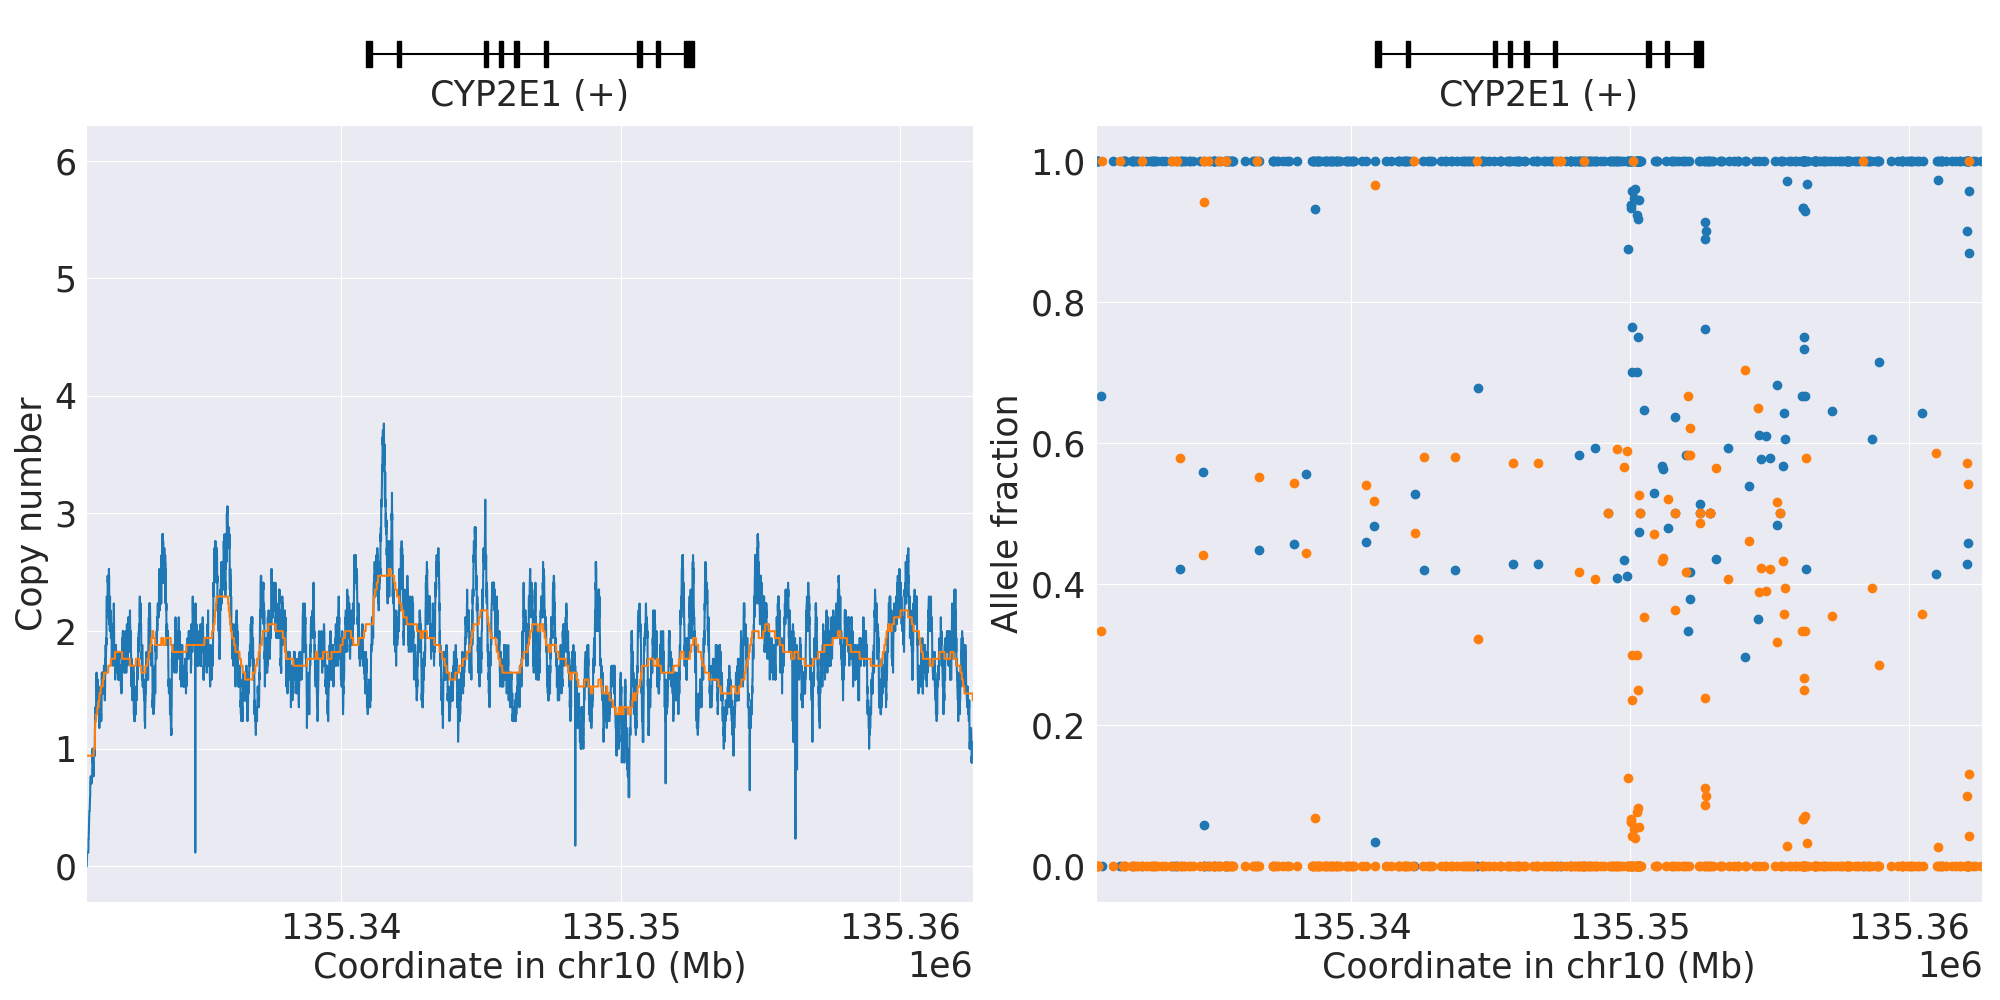 CYP2E1 (+)
6
5
4
3
2
1
0
Copy number
135.34
135.35
135.36
Coordinate in chr10 (Mb)
1e6
CYP2E1 (+)
1.0
0.8
0.6
0.4
0.2
0.0
Allele fraction
135.34
135.35
135.36
Coordinate in chr10 (Mb)
1e6